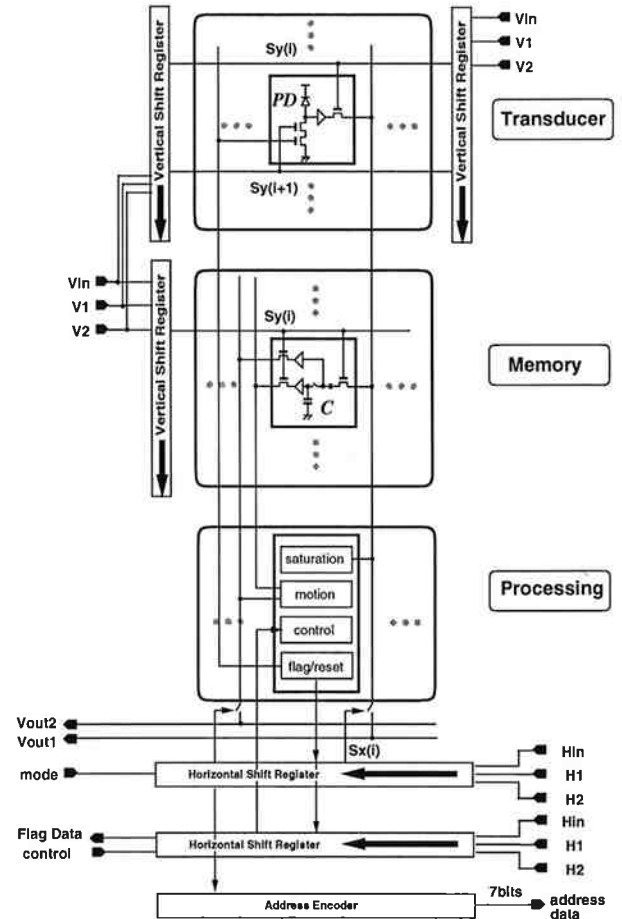 Vin
V1
V2
Vertical Shift Register
Vertical Shift Register
Sy(i)
PD
Sy(i+1)
Transducer
Vin
V1
V2
Vertical Shift Register
Sy(i)
C
Memory
saturation
motion
control
flag/reset
Processing
Vout2
Vout1
Sx(i)
mode
Horizontal Shift Register
Hin
H1
H2
Flag Data
control
Horizontal Shift Register
Hin
H1
H2
Address Encoder
7bits
address
data